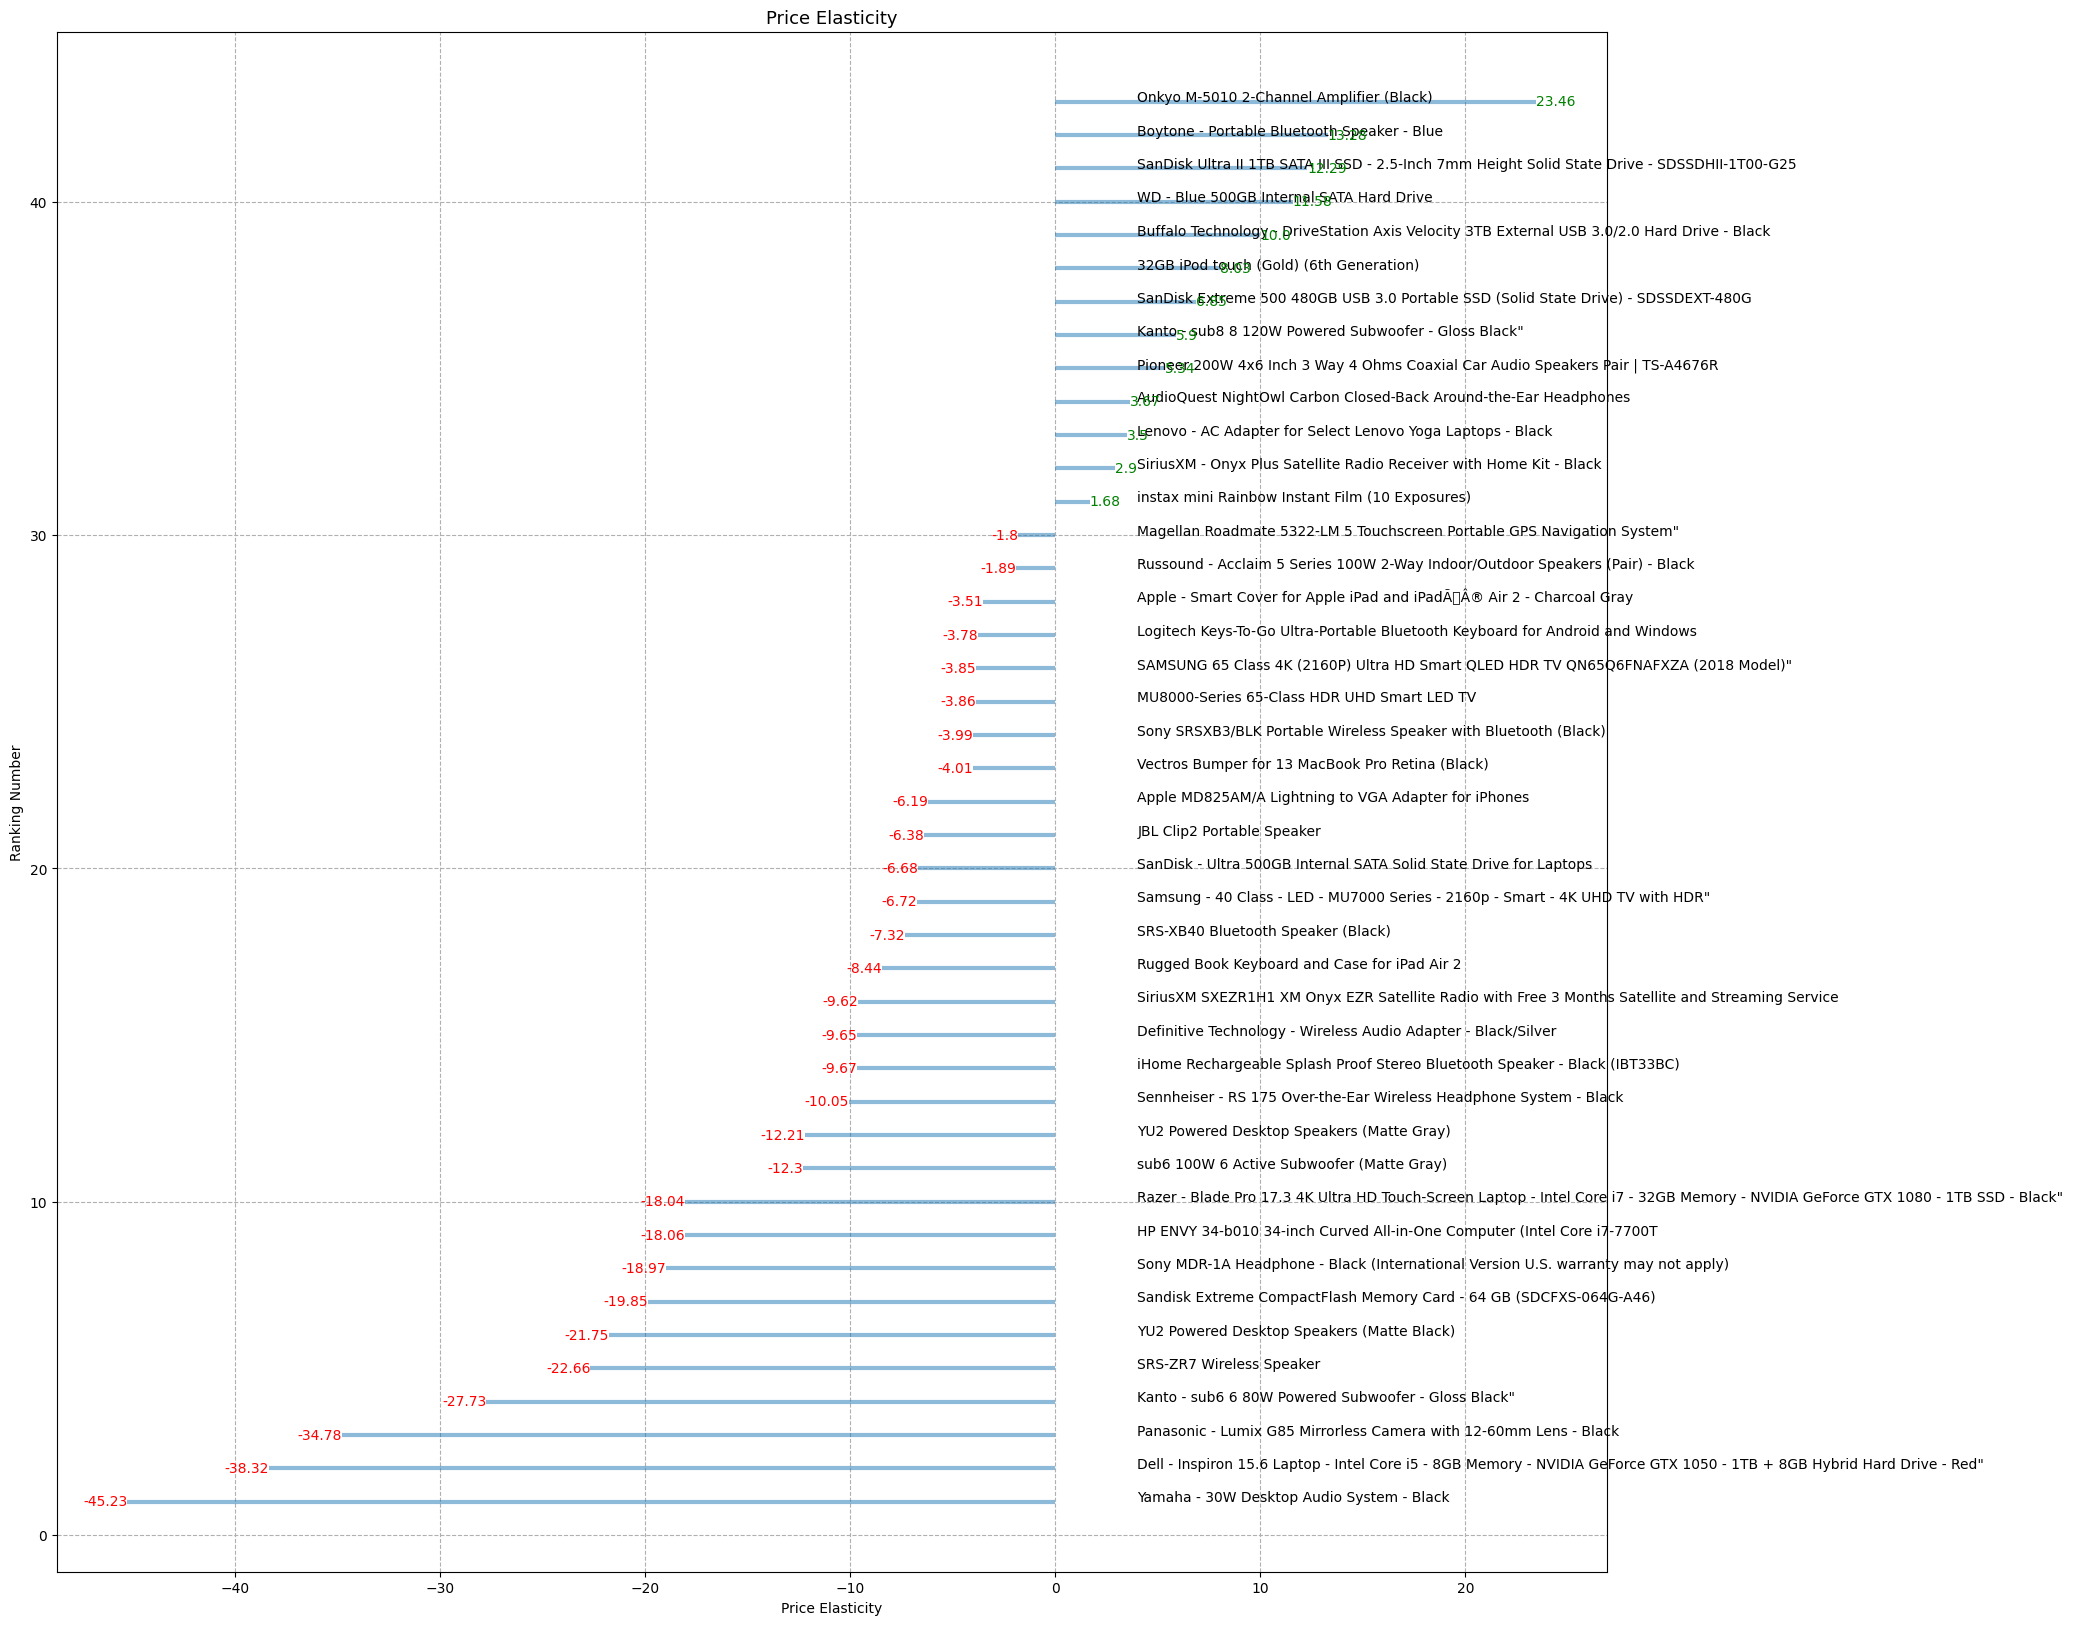 Price Elasticity
Onkyo M-5010 2-Channel Amplifier (Black) 23.46
Boytone - Portable Bluetooth Speaker - Blue 13.28
SanDisk Ultra II 1TB SATA III SSD - 2.5-Inch 7mm Height Solid State Drive - SDSSDHII-1T00-G25 12.29
40 WD - Blue 500GB Internal SATA Hard Drive 11.58
Buffalo Technology - DriveStation Axis Velocity 3TB External USB 3.0/2.0 Hard Drive - Black
32GB iPod touch (Gold) (6th Generation) 8.03
SanDisk Extreme 500 480GB USB 3.0 Portable SSD (Solid State Drive) - SDSSDEXT-480G 6.85
Kanto - sub8 8 120W Powered Subwoofer - Gloss Black" 5.9
Pioneer 200W 4x6 Inch 3 Way 4 Ohms Coaxial Car Audio Speakers Pair | TS-A4676R 5.34
3.67 AudioQuest NightOwl Carbon Closed-Back Around-the-Ear Headphones
3.5 Lenovo - AC Adapter for Select Lenovo Yoga Laptops - Black
2.9 SiriusXM - Onyx Plus Satellite Radio Receiver with Home Kit - Black
1.68 instax mini Rainbow Instant Film (10 Exposures)
30 -1.8 Magellan Roadmate 5322-LM 5 Touchscreen Portable GPS Navigation System"
-1.89 Russound - Acclaim 5 Series 100W 2-Way Indoor/Outdoor Speakers (Pair) - Black
-3.51 Apple - Smart Cover for Apple iPad and iPadÃÂ® Air 2 - Charcoal Gray
-3.78 Logitech Keys-To-Go Ultra-Portable Bluetooth Keyboard for Android and Windows
-3.85 SAMSUNG 65 Class 4K (2160P) Ultra HD Smart QLED HDR TV QN65Q6FNAFXZA (2018 Model)"
-3.86 MU8000-Series 65-Class HDR UHD Smart LED TV
-3.99 Sony SRSXB3/BLK Portable Wireless Speaker with Bluetooth (Black)
-4.01 Vectros Bumper for 13 MacBook Pro Retina (Black)
-6.19 Apple MD825AM/A Lightning to VGA Adapter for iPhones
-6.38 JBL Clip2 Portable Speaker
20 -6.68 SanDisk - Ultra 500GB Internal SATA Solid State Drive for Laptops
-6.72 Samsung - 40 Class - LED - MU7000 Series - 2160p - Smart - 4K UHD TV with HDR"
-7.32 SRS-XB40 Bluetooth Speaker (Black)
-8.44 Rugged Book Keyboard and Case for iPad Air 2
-9.62 SiriusXM SXEZR1H1 XM Onyx EZR Satellite Radio with Free 3 Months Satellite and Streaming Service
-9.65 Definitive Technology - Wireless Audio Adapter - Black/Silver
-9.67 iHome Rechargeable Splash Proof Stereo Bluetooth Speaker - Black (IBT33BC)
-10.05 Sennheiser - RS 175 Over-the-Ear Wireless Headphone System - Black
-12.21 YU2 Powered Desktop Speakers (Matte Gray)
-12.3 sub6 100W 6 Active Subwoofer (Matte Gray)
10 -18.04 Razer - Blade Pro 17.3 4K Ultra HD Touch-Screen Laptop - Intel Core i7 - 32GB Memory - NVIDIA GeForce GTX 1080 - 1TB SSD - Black"
-18.06 HP ENVY 34-b010 34-inch Curved All-in-One Computer (Intel Core i7-7700T
-18.97 Sony MDR-1A Headphone - Black (International Version U.S. warranty may not apply)
-19.85 Sandisk Extreme CompactFlash Memory Card - 64 GB (SDCFXS-064G-A46)
-21.75 YU2 Powered Desktop Speakers (Matte Black)
-22.66 SRS-ZR7 Wireless Speaker
-27.73 Kanto - sub6 6 80W Powered Subwoofer - Gloss Black"
-34.78 Panasonic - Lumix G85 Mirrorless Camera with 12-60mm Lens - Black
-38.32 Dell - Inspiron 15.6 Laptop - Intel Core i5 - 8GB Memory - NVIDIA GeForce GTX 1050 - 1TB + 8GB Hybrid Hard Drive - Red"
-45.23 Yamaha - 30W Desktop Audio System - Black
0
−40 −30 −20 −10 0 10 20
Price Elasticity
Ranking Number